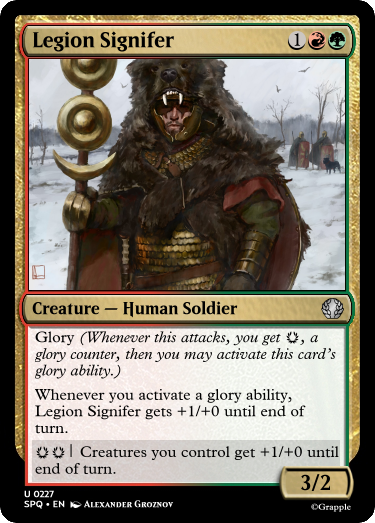 Legion Signifer 1
Creature — Human Soldier
Glory (Whenever this attacks, you get , a
glory counter, then you may activate this card's
glory ability.)
Whenever you activate a glory ability,
Legion Signifer gets +1/+0 until end of
turn.
| Creatures you control get +1/+0 until
end of turn.
3/2
U 0227
SPQ • EN Alexander Groznov
©Grapple